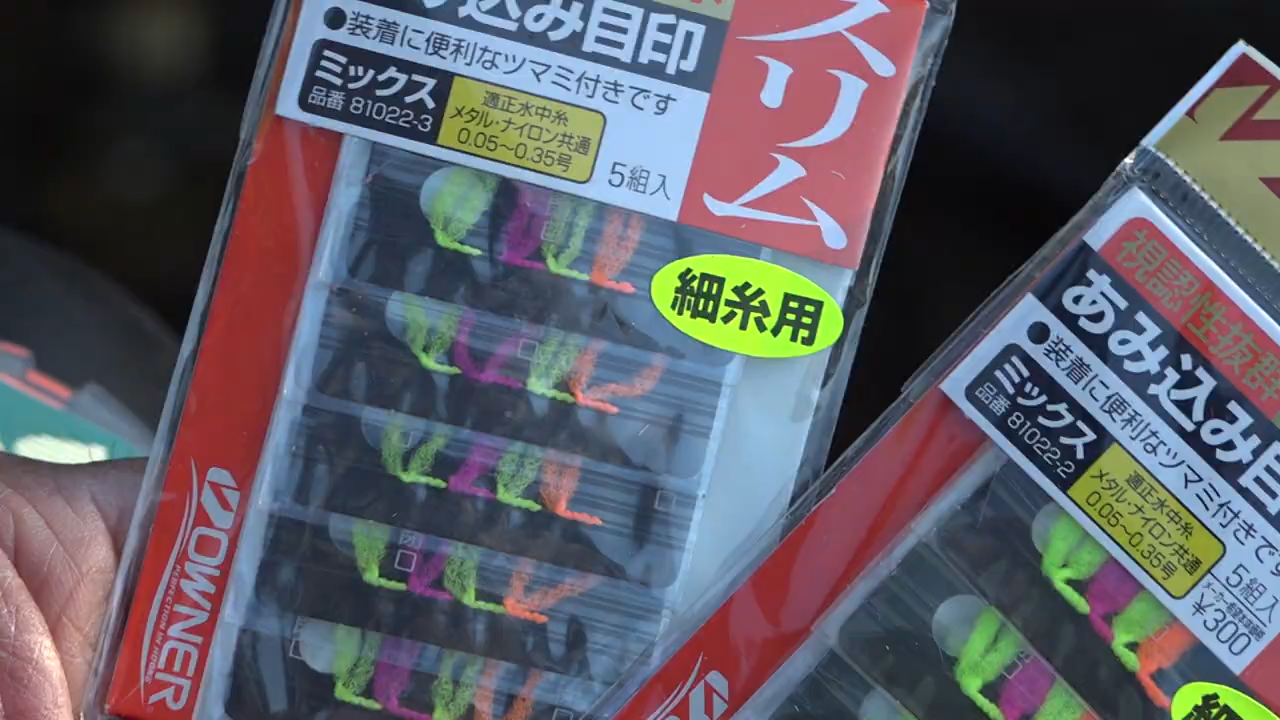 み込み目印
●装着に便利なツマミ付きです
ミックス
品番 81022-3
適正水中糸
メタル・ナイロン共通
0.05〜0.35号
5組入
スリム
細糸用
OWNER
視認性抜群
あみ込み目
●装着に便利なツマミ付きです
ミックス
品番 81022-2
適正水中糸
メタル・ナイロン共通
0.05〜0.35号
5組入
¥300